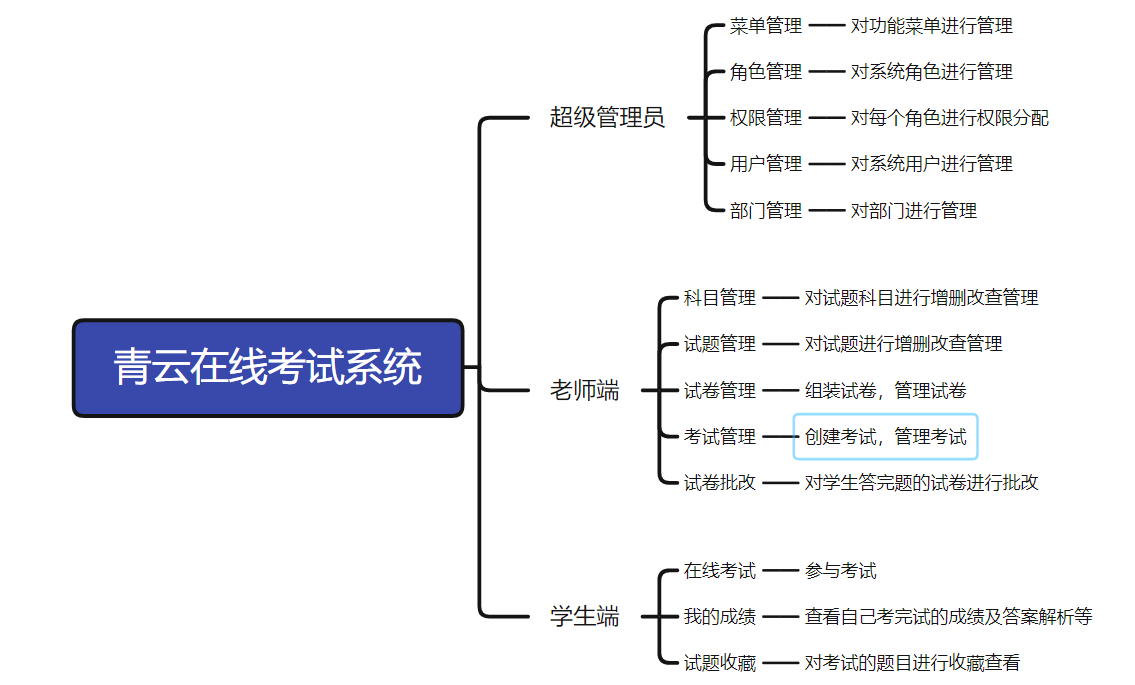 青云在线考试系统
超级管理员
菜单管理 对功能菜单进行管理
角色管理 对系统角色进行管理
权限管理 对每个角色进行权限分配
用户管理 对系统用户进行管理
部门管理 对部门进行管理
老师端
科目管理 对试题科目进行增删改查管理
试题管理 对试题进行增删改查管理
试卷管理 组装试卷，管理试卷
考试管理 创建考试，管理考试
试卷批改 对学生答完题的试卷进行批改
学生端
在线考试 参与考试
我的成绩 查看自己考完试的成绩及答案解析等
试题收藏 对考试的题目进行收藏查看